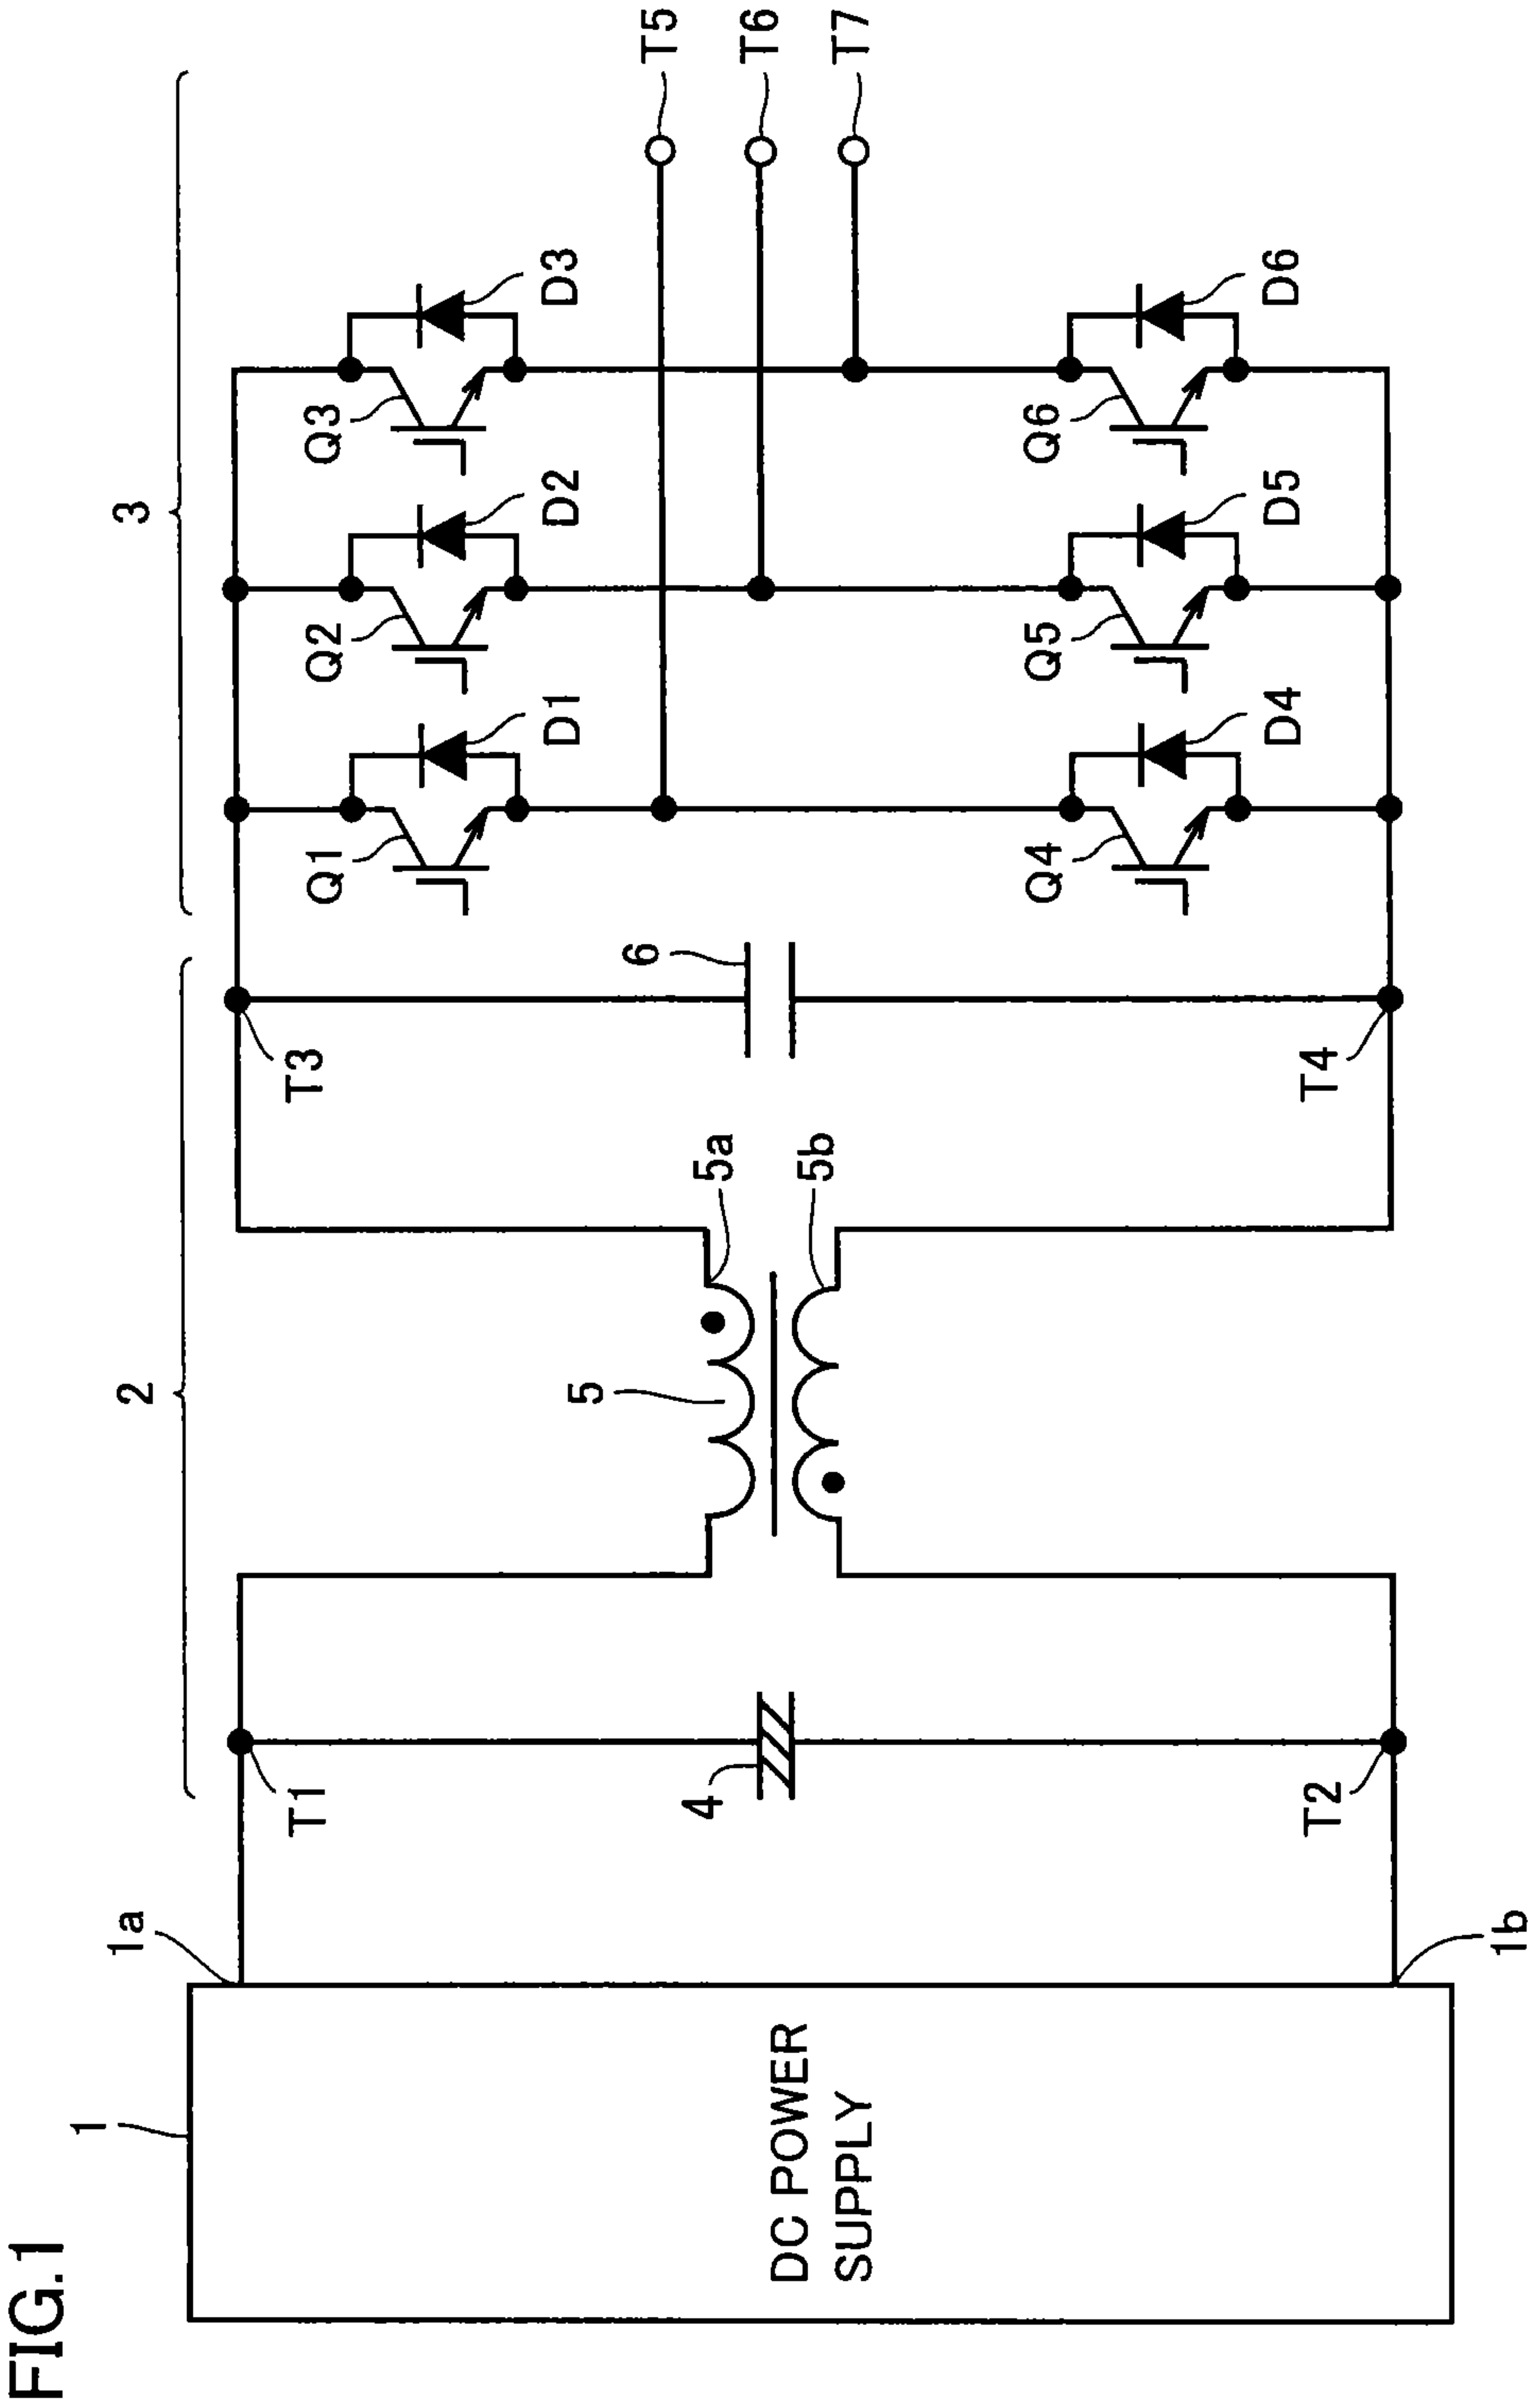 FIG.1
2
3
1
1a
T1
T3
Q1
Q2
Q3
D1
D2
D3
T5
4
5
5a
6
T6
DC POWER
SUPPLY
5b
T7
Q4
Q5
Q6
D4
D5
D6
T2
T4
1b